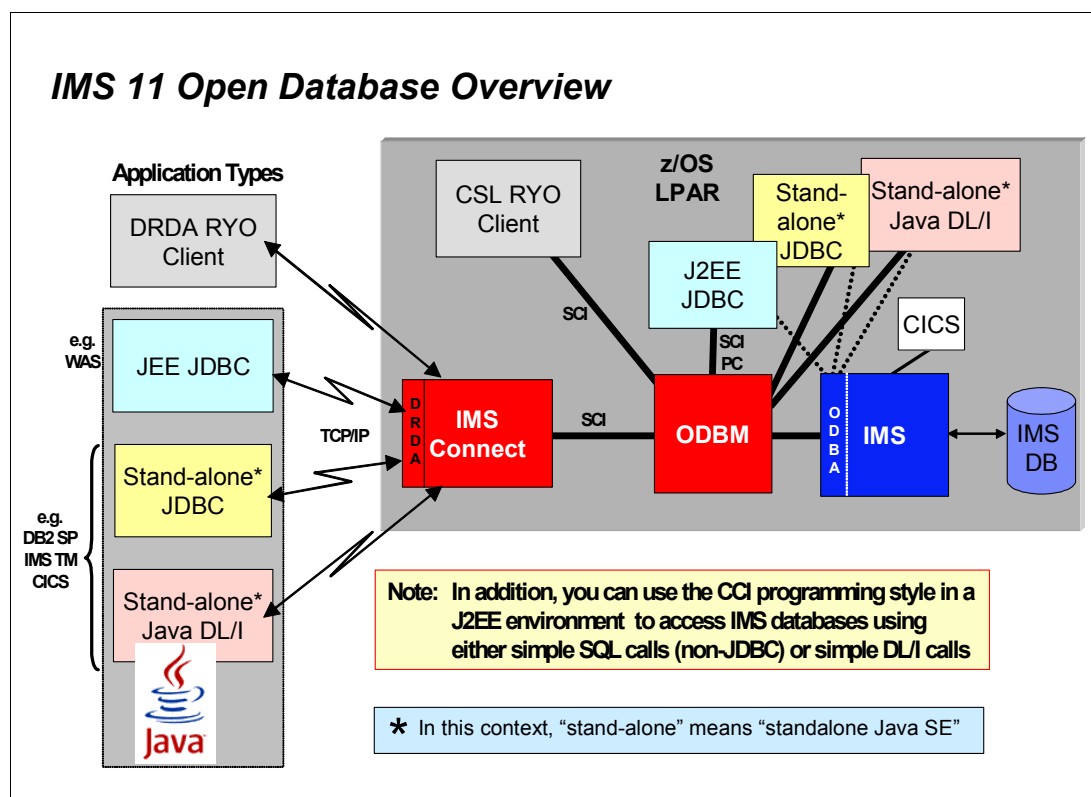 IMS 11 Open Database Overview
Application Types
DRDA RYO
Client
e.g.
WAS
JEE JDBC
Stand-alone*
JDBC
e.g.
DB2 SP
IMS TM
CICS
Stand-alone*
Java DL/I
Java
TCP/IP
z/OS
LPAR
CSL RYO
Client
Stand-
alone*
JDBC
Stand-alone*
Java DL/I
J2EE
JDBC
CICS
SCI
SCI
PC
DRDA
IMS
Connect
SCI
ODBM
ODBA
IMS
IMS
DB
Note: In addition, you can use the CCI programming style in a
J2EE environment to access IMS databases using
either simple SQL calls (non-JDBC) or simple DL/I calls
* In this context, “stand-alone” means “standalone Java SE”